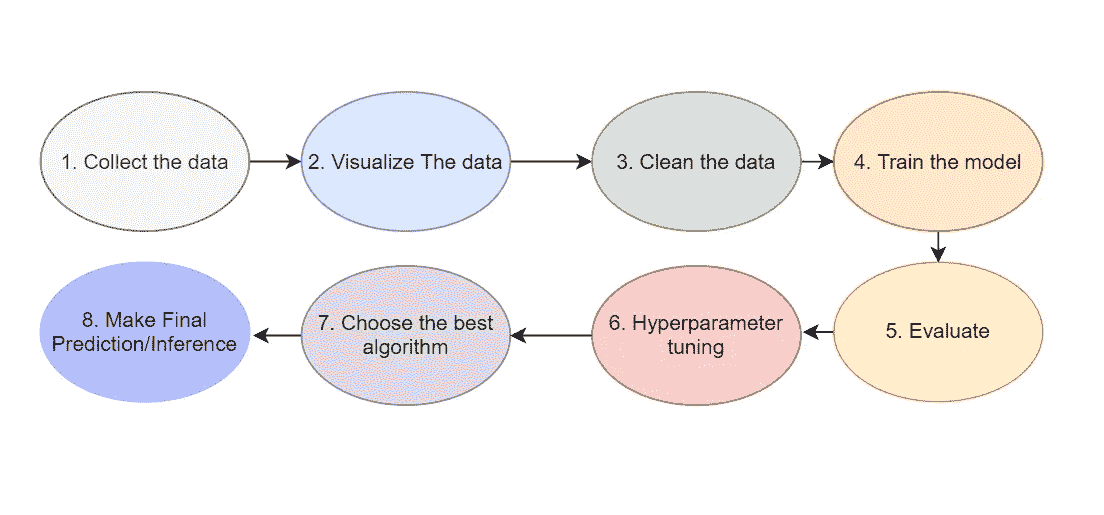 1. Collect the data
2. Visualize The data
3. Clean the data
4. Train the model
5. Evaluate
6. Hyperparameter
tuning
7. Choose the best
algorithm
8. Make Final
Prediction/Inference